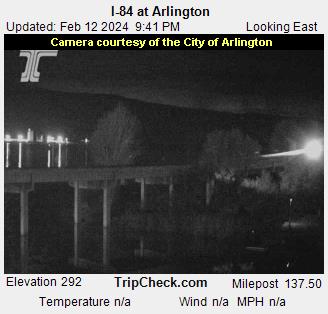 I-84 at Arlington
Updated: Feb 12 2024 9:41 PM Looking East
Camera courtesy of the City of Arlington
Elevation 292 TripCheck.com Milepost 137.50
Temperature n/a Wind n/a MPH n/a